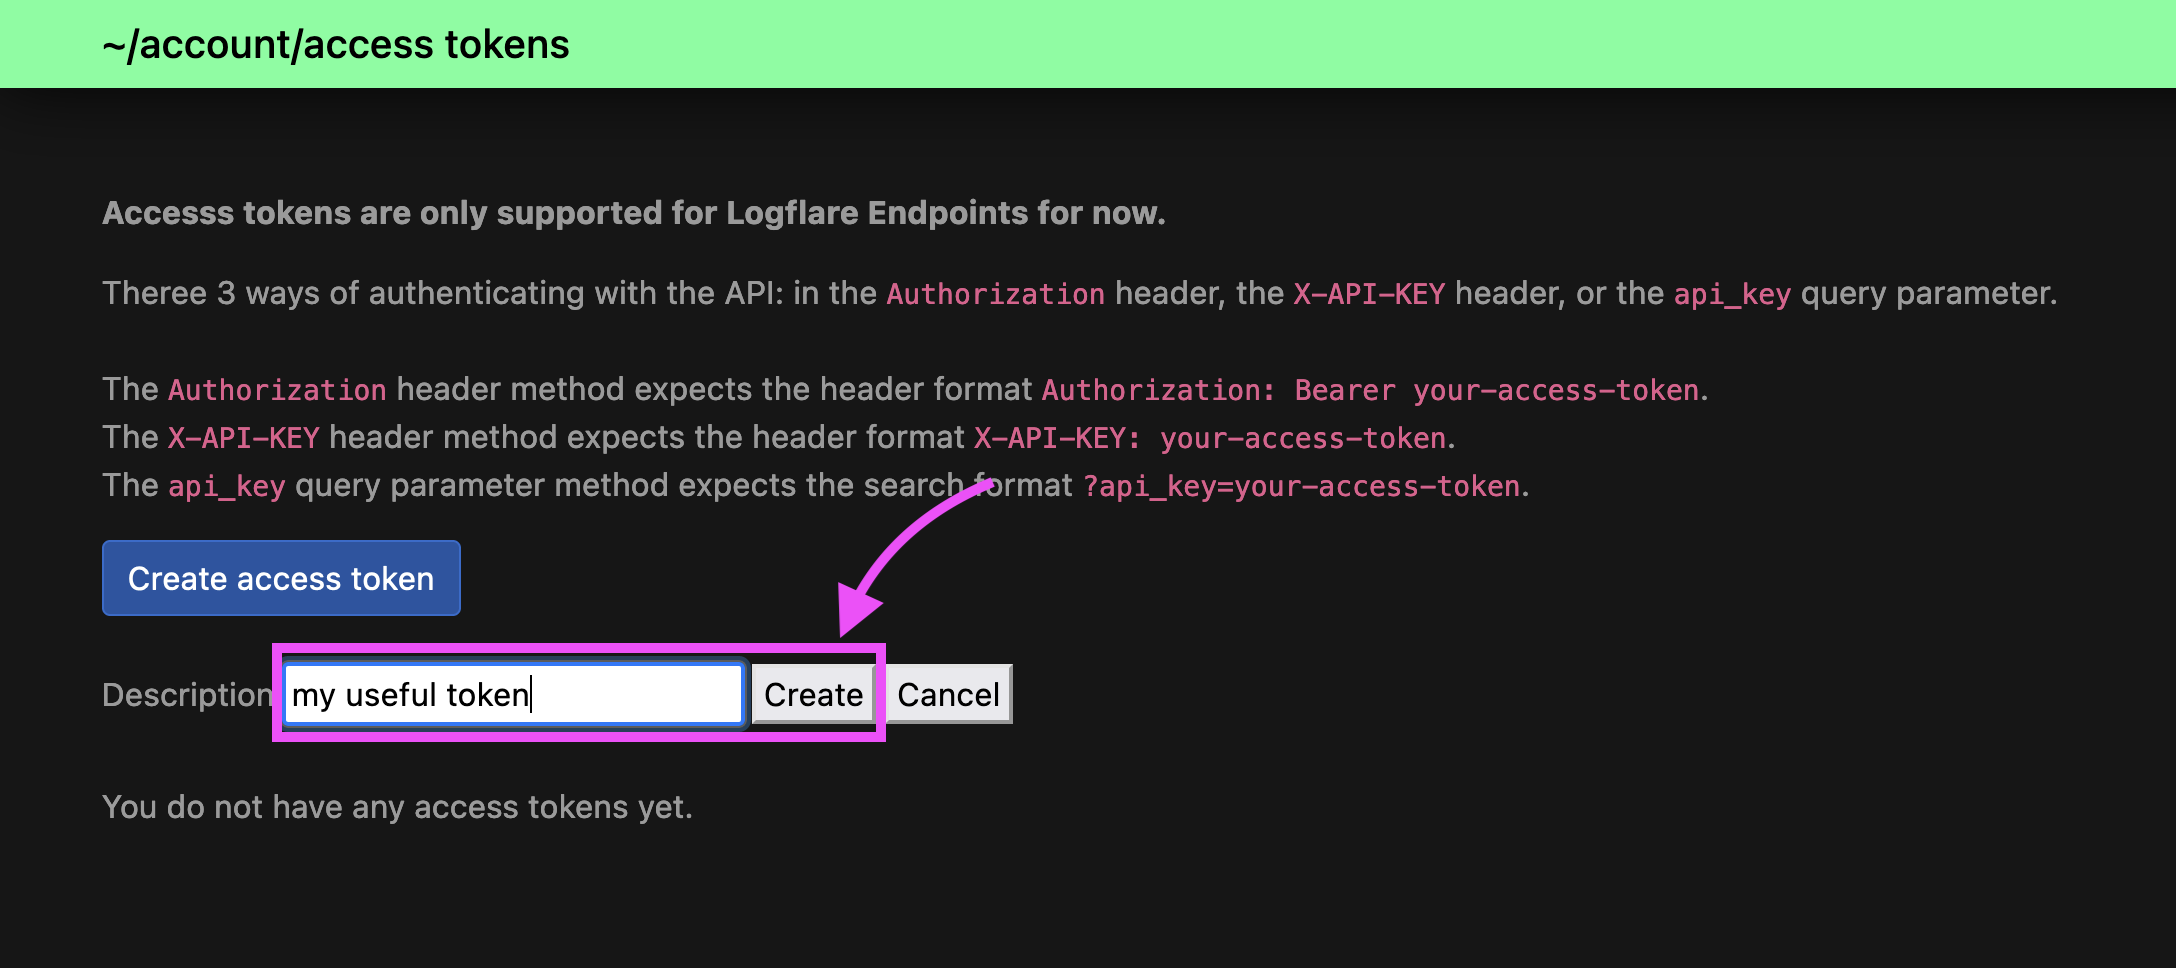 ~/account/access tokens
Accesss tokens are only supported for Logflare Endpoints for now.
Theree 3 ways of authenticating with the API: in the Authorization header, the X-API-KEY header, or the api_key query parameter.
The Authorization header method expects the header format Authorization: Bearer your-access-token.
The X-API-KEY header method expects the header format X-API-KEY: your-access-token.
The api_key query parameter method expects the search format ?api_key=your-access-token.
Create access token
Description my useful token Create Cancel
You do not have any access tokens yet.